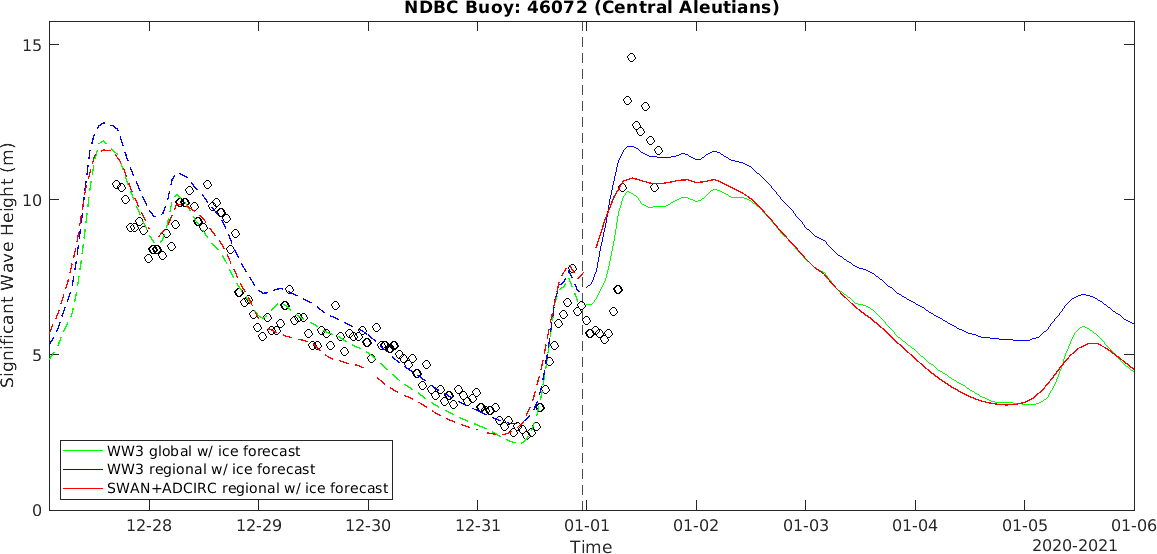 NDBC Buoy: 46072 (Central Aleutians)
Significant Wave Height (m)
15
10
5
0
WW3 global w/ ice forecast
WW3 regional w/ ice forecast
SWAN+ADCIRC regional w/ ice forecast
12-28 12-29 12-30 12-31 01-01 01-02 01-03 01-04 01-05 01-06
Time
2020-2021